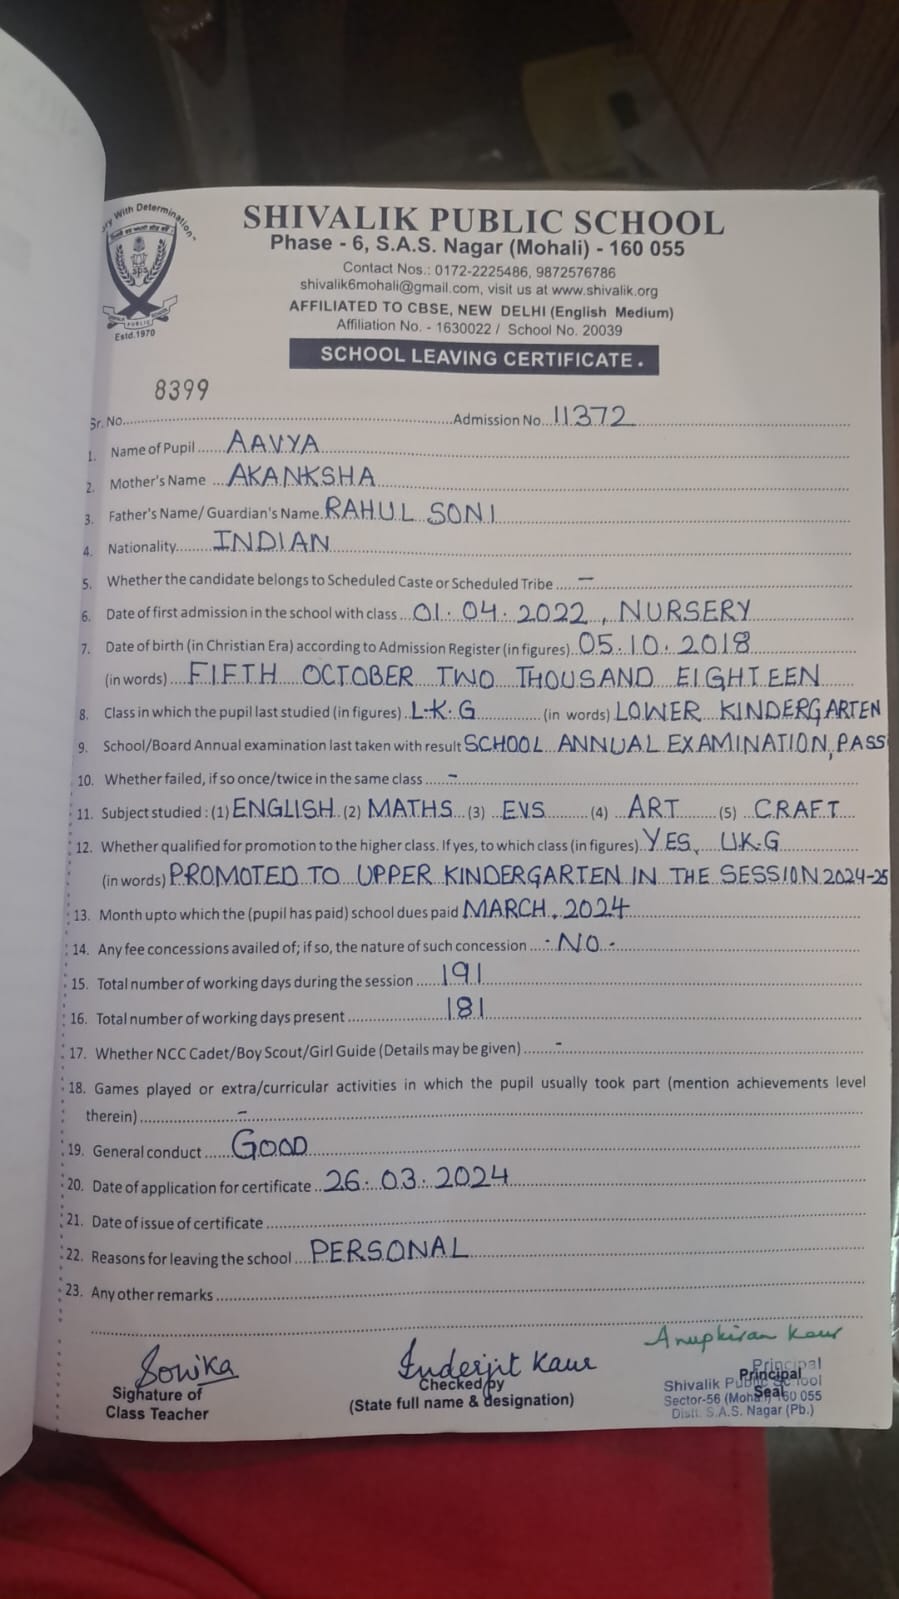 ry With Determination"
PUBLIC
Estd.1970
SHIVALIK PUBLIC SCHOOL
Phase - 6, S.A.S. Nagar (Mohali) - 160 055
Contact Nos.: 0172-2225486, 9872576786
shivalik6mohali@gmail.com, visit us at www.shivalik.org
AFFILIATED TO CBSE, NEW DELHI (English Medium)
Affiliation No. - 1630022 / School No. 20039
SCHOOL LEAVING CERTIFICATE .
8399
Sr. No. Admission No. 11372
1. Name of Pupil AAVYA
2. Mother's Name AKANKSHA
3. Father's Name/ Guardian's Name RAHUL SONI
4. Nationality INDIAN
5. Whether the candidate belongs to Scheduled Caste or Scheduled Tribe —
6. Date of first admission in the school with class 01.04.2022, NURSERY
7. Date of birth (in Christian Era) according to Admission Register (in figures) 05.10.2018
(in words) FIFTH OCTOBER TWO THOUSAND EIGHTEEN
8. Class in which the pupil last studied (in figures) L.K.G (in words) LOWER KINDERGARTEN
9. School/Board Annual examination last taken with result SCHOOL ANNUAL EXAMINATION, PASS
10. Whether failed, if so once/twice in the same class -
11. Subject studied : (1) ENGLISH (2) MATHS (3) EVS (4) ART (5) CRAFT
12. Whether qualified for promotion to the higher class. If yes, to which class (in figures) YES, U.K.G
(in words) PROMOTED TO UPPER KINDERGARTEN IN THE SESSION 2024-25
13. Month upto which the (pupil has paid) school dues paid MARCH, 2024
14. Any fee concessions availed of; if so, the nature of such concession - NO -
15. Total number of working days during the session 191
16. Total number of working days present 181
17. Whether NCC Cadet/Boy Scout/Girl Guide (Details may be given) -
18. Games played or extra/curricular activities in which the pupil usually took part (mention achievements level
therein) -
19. General conduct GOOD
20. Date of application for certificate 26.03.2024
21. Date of issue of certificate
22. Reasons for leaving the school PERSONAL
23. Any other remarks
Sonika
Signature of
Class Teacher
Inderjit Kaur
Checked by
(State full name & designation)
Anupkiran Kaur
Principal
Principal
Shivalik Public School
Seal
Sector-56 (Mohali) 160 055
Distt. S.A.S. Nagar (Pb.)